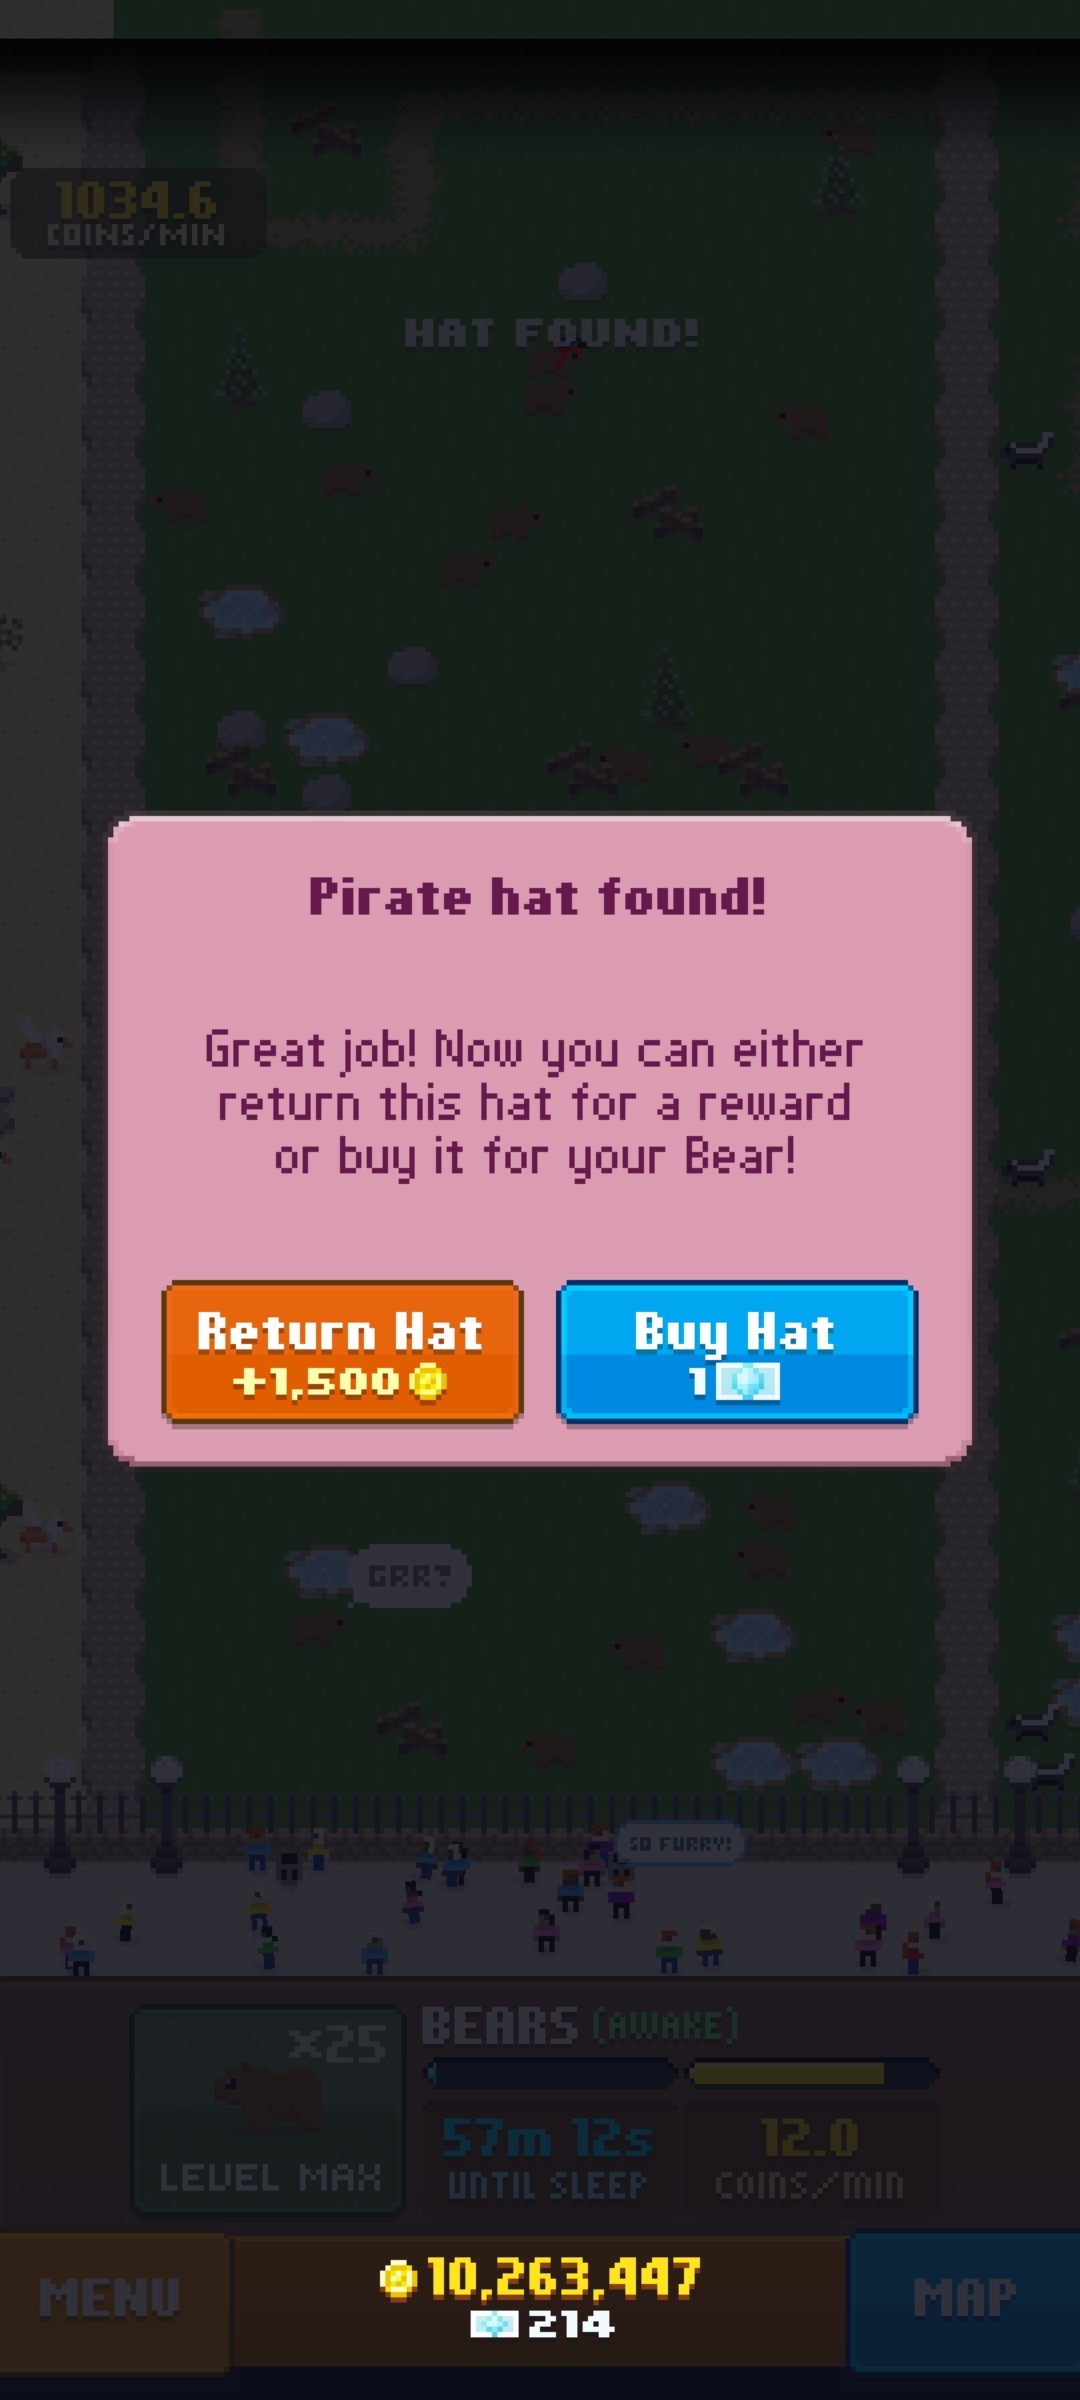 1034.6
COINS/MIN
HAT FOUND!
Pirate hat found!
Great job! Now you can either
return this hat for a reward
or buy it for your Bear!
Return Hat
+1,500
Buy Hat
1
GRR?
SO FURRY!
x25
LEVEL MAX
BEARS (AWAKE)
57m 12s
UNTIL SLEEP
12.0
COINS/MIN
MENU
10,263,447
214
MAP